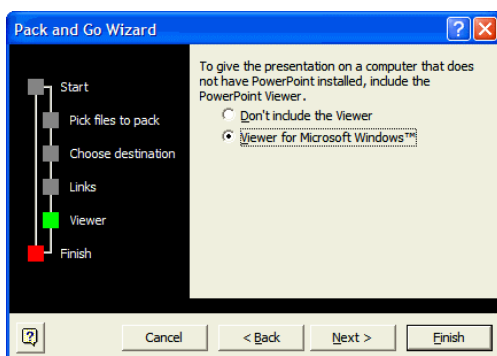 Pack and Go Wizard
Start
Pick files to pack
Choose destination
Links
Viewer
Finish
To give the presentation on a computer that does
not have PowerPoint installed, include the
PowerPoint Viewer.
Don't include the Viewer
Viewer for Microsoft Windows™
Cancel
< Back
Next >
Finish